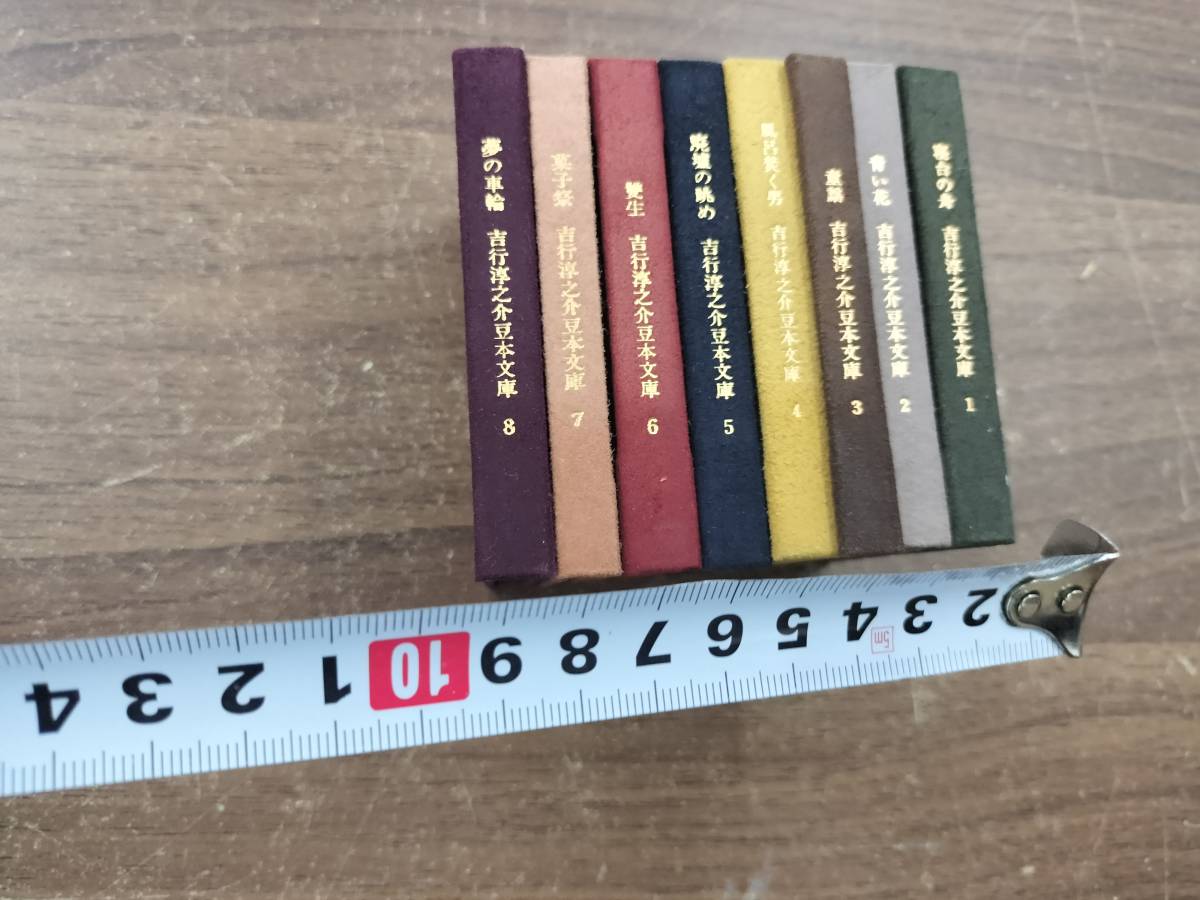 夢の車輪 吉行淳之介豆本文庫 8
菓子祭 吉行淳之介豆本文庫 7
雙生 吉行淳之介豆本文庫 6
廃墟の眺め 吉行淳之介豆本文庫 5
風呂焚く男 吉行淳之介豆本文庫 4
童謡 吉行淳之介豆本文庫 3
青い花 吉行淳之介豆本文庫 2
寝台の舟 吉行淳之介豆本文庫 1
2 3 4 5m 5 6 7 8 9 10 1 2 3 4